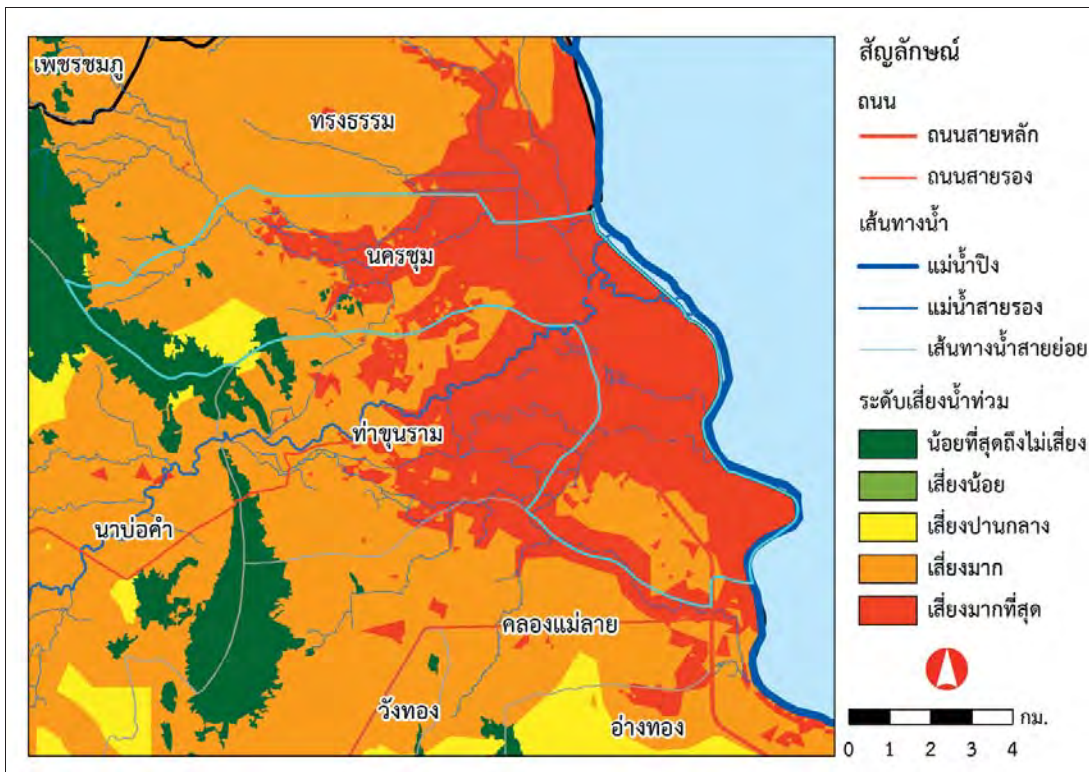 เพชรชมภู
ทรงธรรม
นครชุม
ท่าขุนราม
นาบ่อคำ
คลองแม่ลาย
วังทอง
อ่างทอง
สัญลักษณ์
ถนน
ถนนสายหลัก
ถนนสายรอง
เส้นทางน้ำ
แม่น้ำปิง
แม่น้ำสายรอง
เส้นทางน้ำสายย่อย
ระดับเสี่ยงน้ำท่วม
น้อยที่สุดถึงไม่เสี่ยง
เสี่ยงน้อย
เสี่ยงปานกลาง
เสี่ยงมาก
เสี่ยงมากที่สุด
กม.
0 1 2 3 4